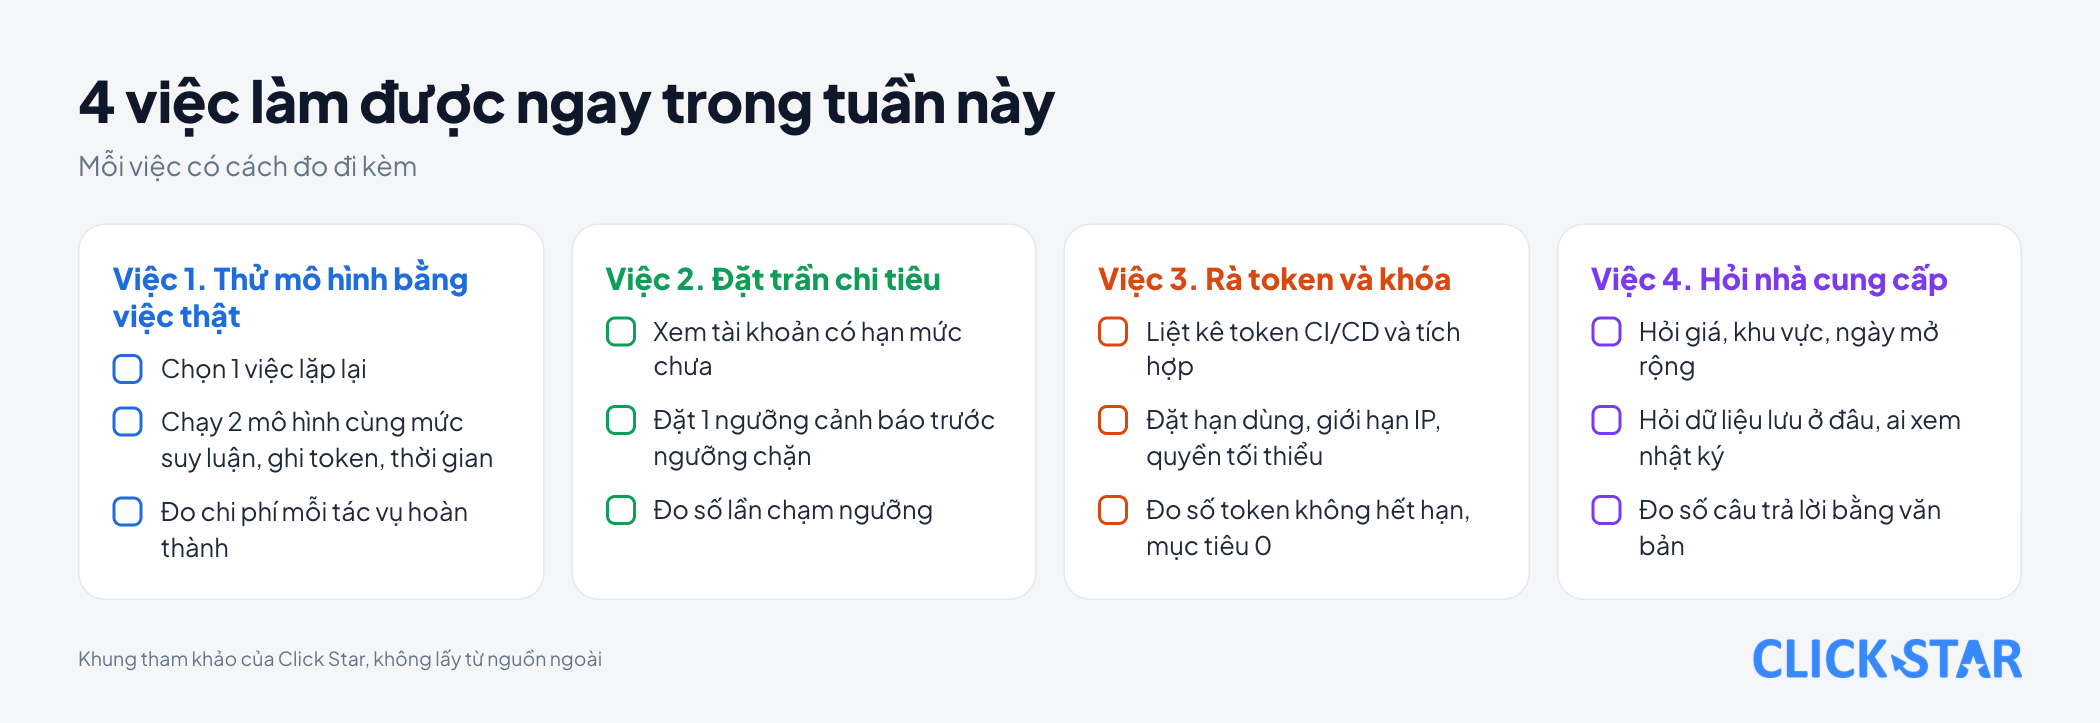 4 việc làm được ngay trong tuần này
Mỗi việc có cách đo đi kèm
Việc 1. Thử mô hình bằng
việc thật
Chọn 1 việc lặp lại
Chạy 2 mô hình cùng mức
suy luận, ghi token, thời gian
Đo chi phí mỗi tác vụ hoàn
thành
Việc 2. Đặt trần chi tiêu
Xem tài khoản có hạn mức
chưa
Đặt 1 ngưỡng cảnh báo trước
ngưỡng chặn
Đo số lần chạm ngưỡng
Việc 3. Rà token và khóa
Liệt kê token CI/CD và tích
hợp
Đặt hạn dùng, giới hạn IP,
quyền tối thiểu
Đo số token không hết hạn,
mục tiêu 0
Việc 4. Hỏi nhà cung cấp
Hỏi giá, khu vực, ngày mở
rộng
Hỏi dữ liệu lưu ở đâu, ai xem
nhật ký
Đo số câu trả lời bằng văn
bản
Khung tham khảo của Click Star, không lấy từ nguồn ngoài
CLICK STAR